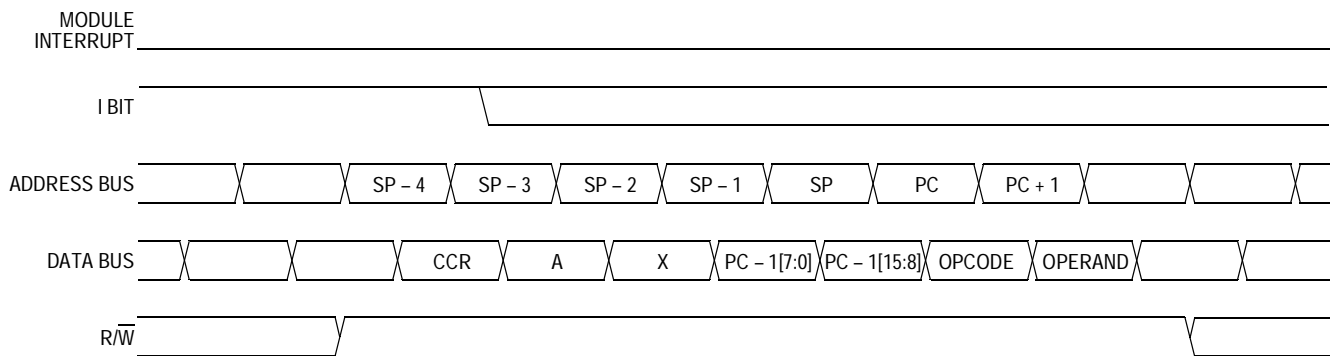 MODULE
INTERRUPT
I BIT
ADDRESS BUS SP – 4 SP – 3 SP – 2 SP – 1 SP PC PC + 1
DATA BUS CCR A X PC – 1[7:0] PC – 1[15:8] OPCODE OPERAND
R/W̅